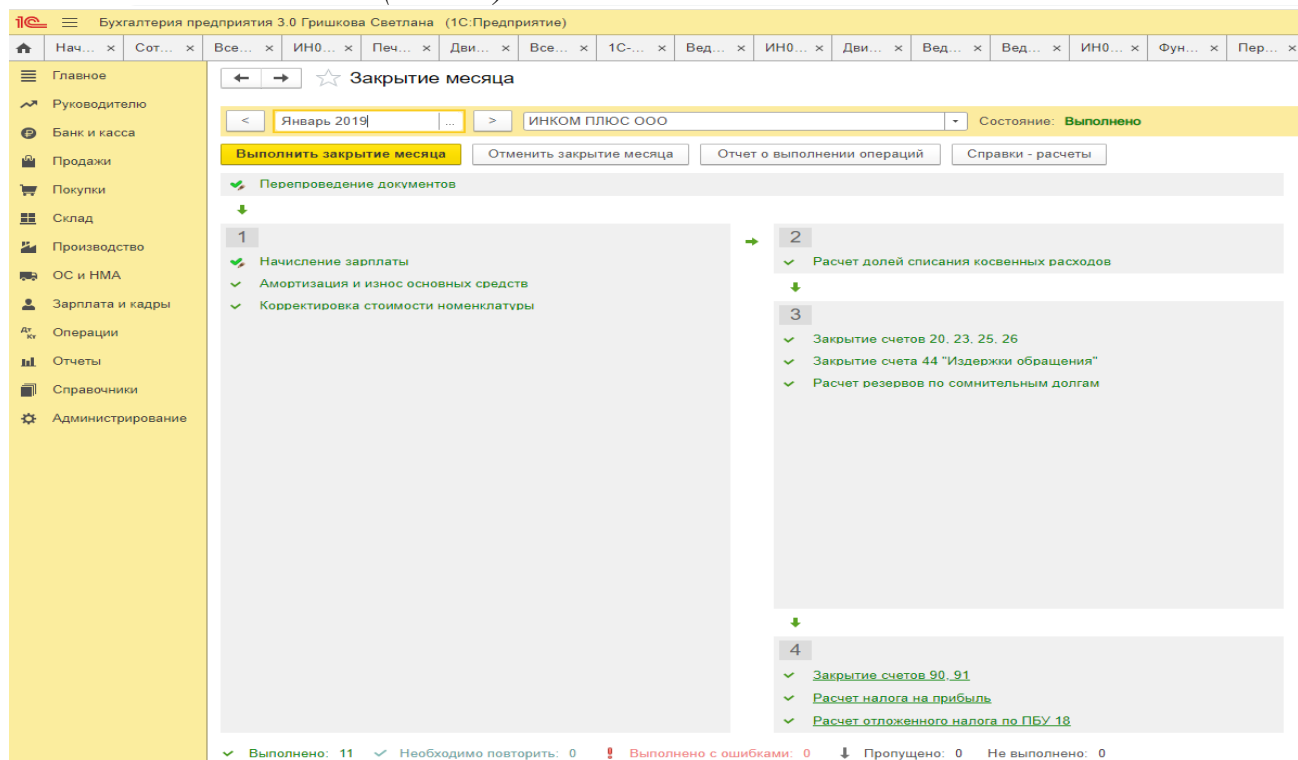 1С Бухгалтерия предприятия 3.0 Гришкова Светлана (1С:Предприятие)
Нач... × Сот... × Все... × ИН0... × Печ... × Дви... × Все... × 1С-... × Вед... × ИН0... × Дви... × Вед... × Вед... × ИН0... × Фун... × Пер... ×
Главное
Руководителю
Банк и касса
Продажи
Покупки
Склад
Производство
ОС и НМА
Зарплата и кадры
Дт Кт Операции
Отчеты
Справочники
Администрирование
Закрытие месяца
< Январь 2019 ... > ИНКОМ ПЛЮС ООО Состояние: Выполнено
Выполнить закрытие месяца Отменить закрытие месяца Отчет о выполнении операций Справки - расчеты
Перепроведение документов
1
Начисление зарплаты
Амортизация и износ основных средств
Корректировка стоимости номенклатуры
2
Расчет долей списания косвенных расходов
3
Закрытие счетов 20, 23, 25, 26
Закрытие счета 44 "Издержки обращения"
Расчет резервов по сомнительным долгам
4
Закрытие счетов 90, 91
Расчет налога на прибыль
Расчет отложенного налога по ПБУ 18
Выполнено: 11 Необходимо повторить: 0 Выполнено с ошибками: 0 Пропущено: 0 Не выполнено: 0